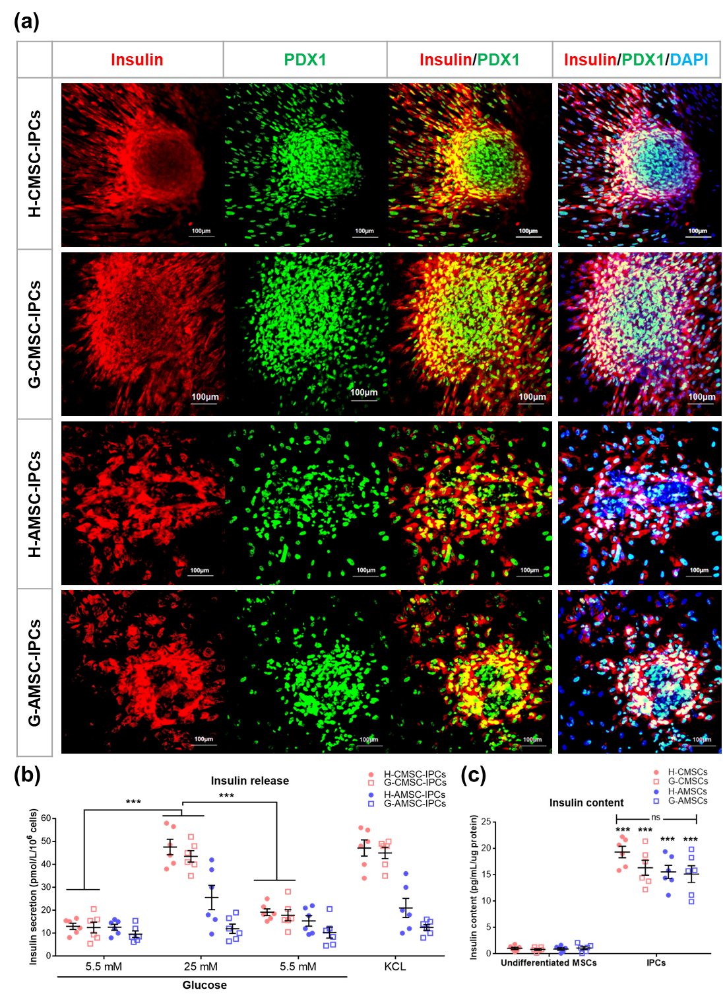 (a)
Insulin PDX1 Insulin/PDX1 Insulin/PDX1/DAPI
H-CMSC-IPCs
100μm 100μm 100μm 100μm
G-CMSC-IPCs
100μm 100μm 100μm 100μm
H-AMSC-IPCs
100μm 100μm 100μm 100μm
G-AMSC-IPCs
100μm 100μm 100μm 100μm
(b)
Insulin release
H-CMSC-IPCs
G-CMSC-IPCs
H-AMSC-IPCs
G-AMSC-IPCs
*** ***
Insulin secretion (pmol/L/10⁶ cells)
60
50
40
30
20
10
0
5.5 mM 25 mM 5.5 mM KCL
Glucose
(c)
H-CMSCs
G-CMSCs
H-AMSCs
G-AMSCs
Insulin content
ns
*** *** *** ***
Insulin content (pg/mL/ug protein)
25
20
15
10
5
0
Undifferentiated MSCs IPCs